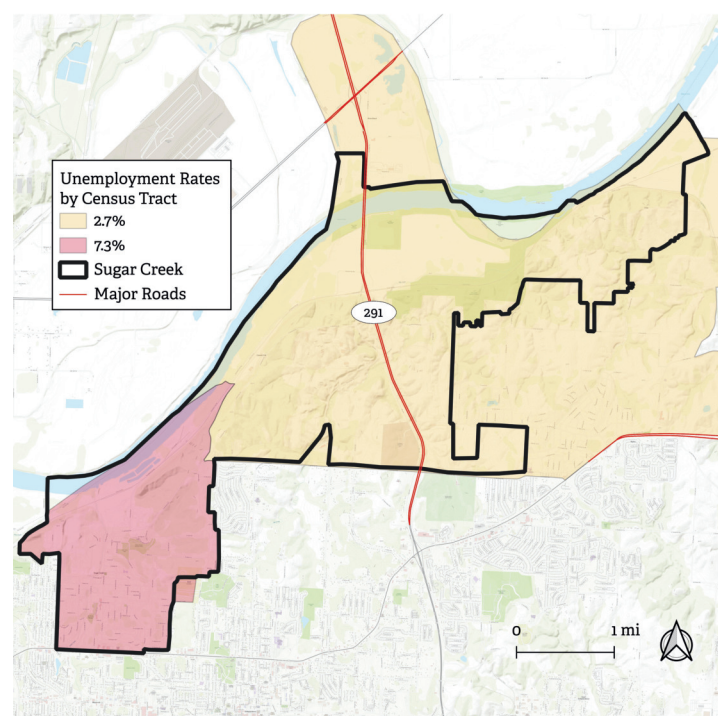 Unemployment Rates
by Census Tract
2.7%
7.3%
Sugar Creek
Major Roads
291
0 1 mi